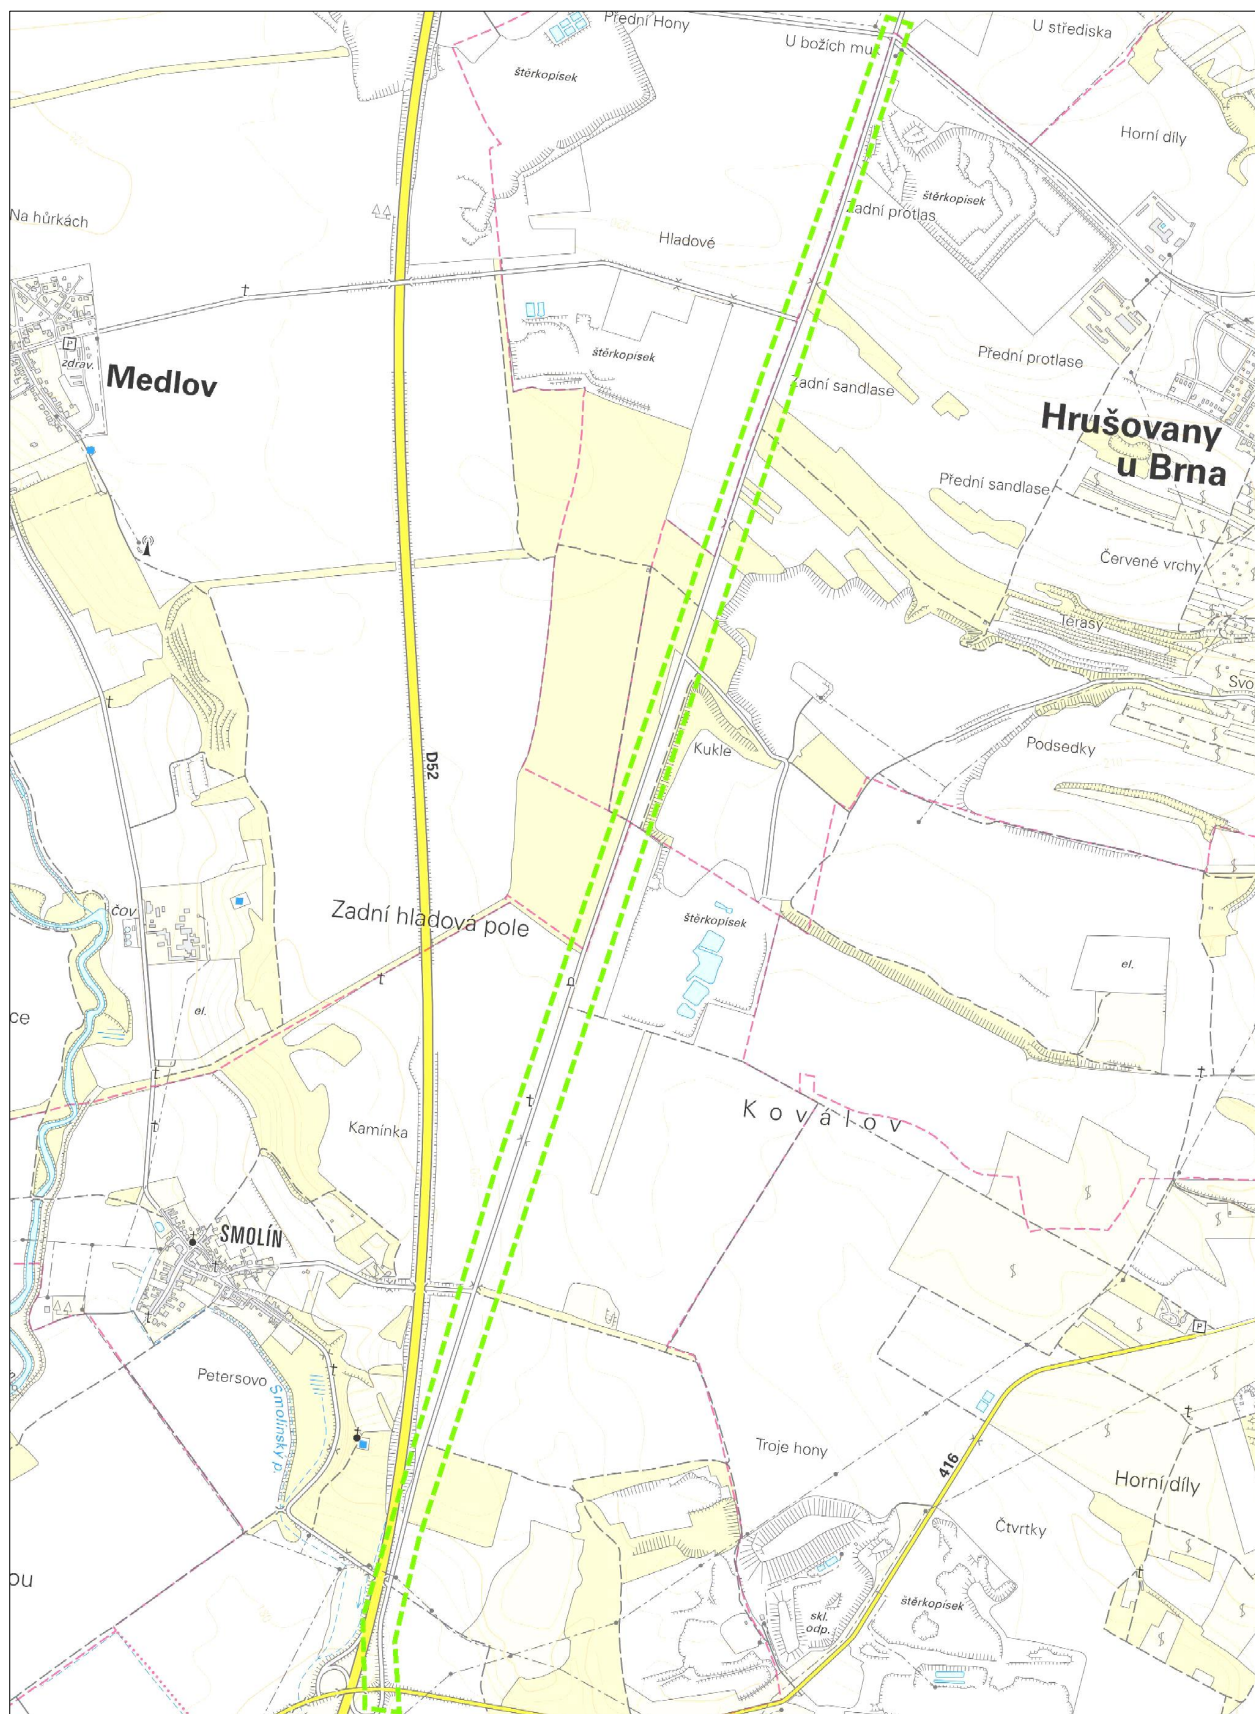 Přední Hony
U střediska
U božích mu
štěrkopísek
Horní díly
štěrkopísek
Na hůrkách
Zadní protlas
Hladové
Přední protlase
štěrkopísek
P
zdrav.
Medlov
Zadní sandlase
Hrušovany
u Brna
Přední sandlase
Červené vrchy
Terasy
Svo
Kukle
Podsedky
D52
ČOV
Zadní hladová pole
štěrkopísek
el.
el.
ce
Koválov
Kamínka
SMOLÍN
P
Petersovo
Smolínský p.
Troje hony
416
Horní díly
Čtvrtky
ou
štěrkopísek
skl.
odp.